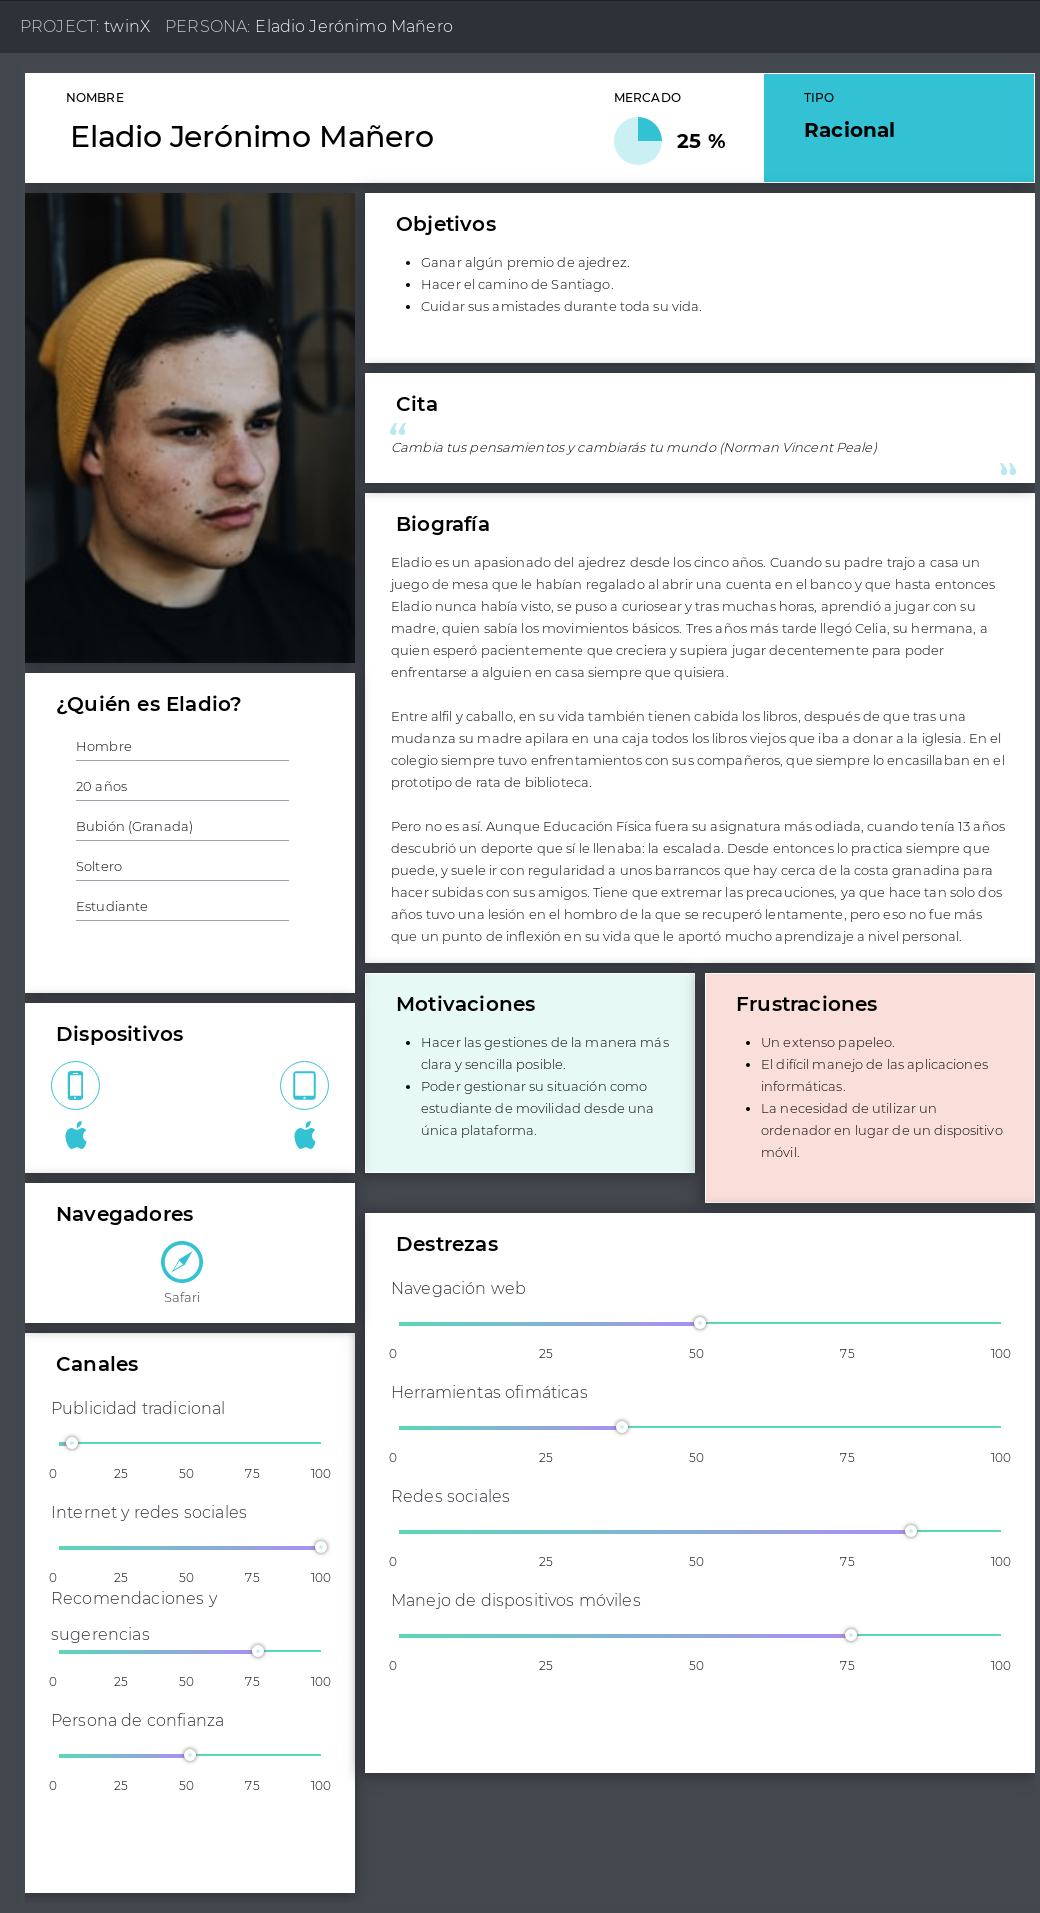 PROJECT: twinX PERSONA: Eladio Jerónimo Mañero
NOMBRE
Eladio Jerónimo Mañero
MERCADO
25 %
TIPO
Racional
Objetivos
Ganar algún premio de ajedrez.
Hacer el camino de Santiago.
Cuidar sus amistades durante toda su vida.
Cita
“
Cambia tus pensamientos y cambiarás tu mundo (Norman Vincent Peale)
”
Biografía
Eladio es un apasionado del ajedrez desde los cinco años. Cuando su padre trajo a casa un
juego de mesa que le habían regalado al abrir una cuenta en el banco y que hasta entonces
Eladio nunca había visto, se puso a curiosear y tras muchas horas, aprendió a jugar con su
madre, quien sabía los movimientos básicos. Tres años más tarde llegó Celia, su hermana, a
quien esperó pacientemente que creciera y supiera jugar decentemente para poder
enfrentarse a alguien en casa siempre que quisiera.
Entre alfil y caballo, en su vida también tienen cabida los libros, después de que tras una
mudanza su madre apilara en una caja todos los libros viejos que iba a donar a la iglesia. En el
colegio siempre tuvo enfrentamientos con sus compañeros, que siempre lo encasillaban en el
prototipo de rata de biblioteca.
Pero no es así. Aunque Educación Física fuera su asignatura más odiada, cuando tenía 13 años
descubrió un deporte que sí le llenaba: la escalada. Desde entonces lo practica siempre que
puede, y suele ir con regularidad a unos barrancos que hay cerca de la costa granadina para
hacer subidas con sus amigos. Tiene que extremar las precauciones, ya que hace tan solo dos
años tuvo una lesión en el hombro de la que se recuperó lentamente, pero eso no fue más
que un punto de inflexión en su vida que le aportó mucho aprendizaje a nivel personal.
¿Quién es Eladio?
Hombre
20 años
Bubión (Granada)
Soltero
Estudiante
Dispositivos
Navegadores
Safari
Canales
Publicidad tradicional
0 25 50 75 100
Internet y redes sociales
0 25 50 75 100
Recomendaciones y
sugerencias
0 25 50 75 100
Persona de confianza
0 25 50 75 100
Motivaciones
Hacer las gestiones de la manera más
clara y sencilla posible.
Poder gestionar su situación como
estudiante de movilidad desde una
única plataforma.
Frustraciones
Un extenso papeleo.
El difícil manejo de las aplicaciones
informáticas.
La necesidad de utilizar un
ordenador en lugar de un dispositivo
móvil.
Destrezas
Navegación web
0 25 50 75 100
Herramientas ofimáticas
0 25 50 75 100
Redes sociales
0 25 50 75 100
Manejo de dispositivos móviles
0 25 50 75 100